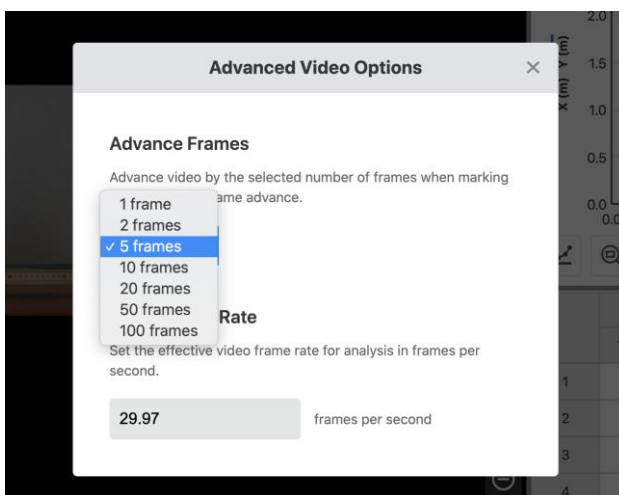 Advanced Video Options
Advance Frames
Advance video by the selected number of frames when marking
ame advance.
1 frame
2 frames
✓ 5 frames
10 frames
20 frames
50 frames
100 frames
Rate
Set the effective video frame rate for analysis in frames per
second.
29.97 frames per second
X (m) Y (m)
2.0
1.5
1.0
0.5
0.0
0.0
1
2
3
4